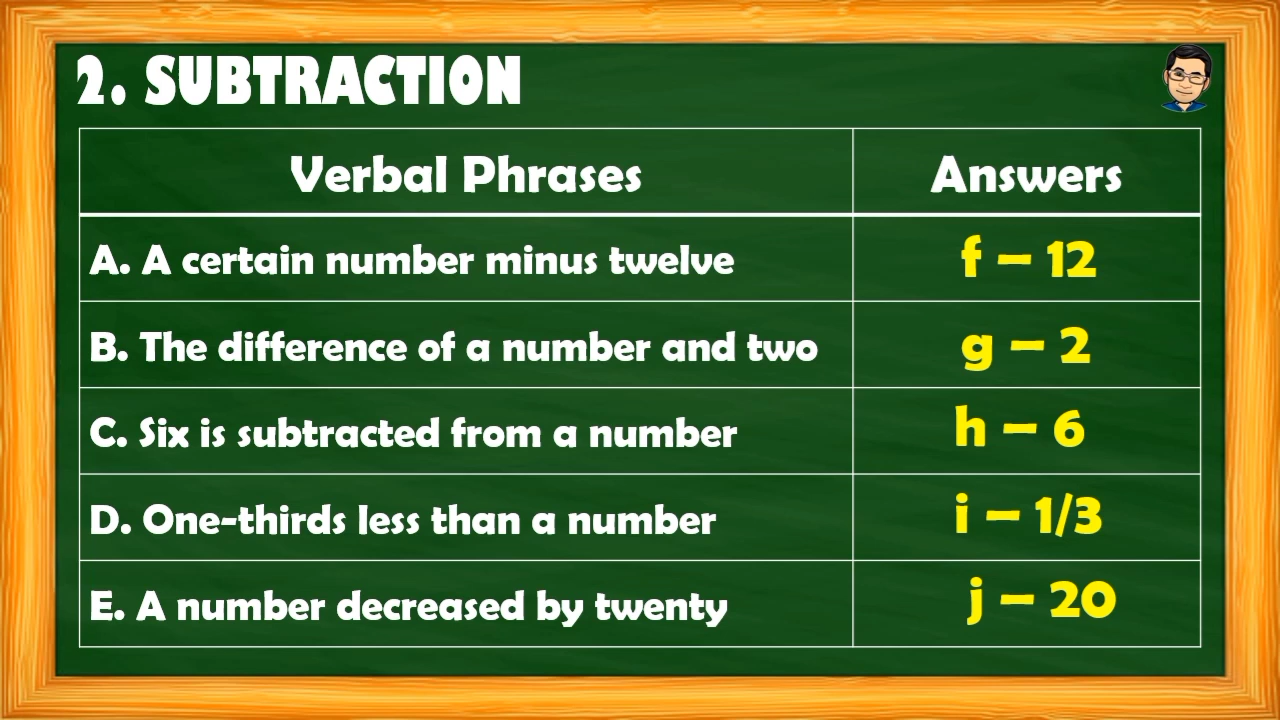 2. SUBTRACTION
Verbal Phrases Answers
A. A certain number minus twelve f – 12
B. The difference of a number and two g – 2
C. Six is subtracted from a number h – 6
D. One-thirds less than a number i – 1/3
E. A number decreased by twenty j – 20